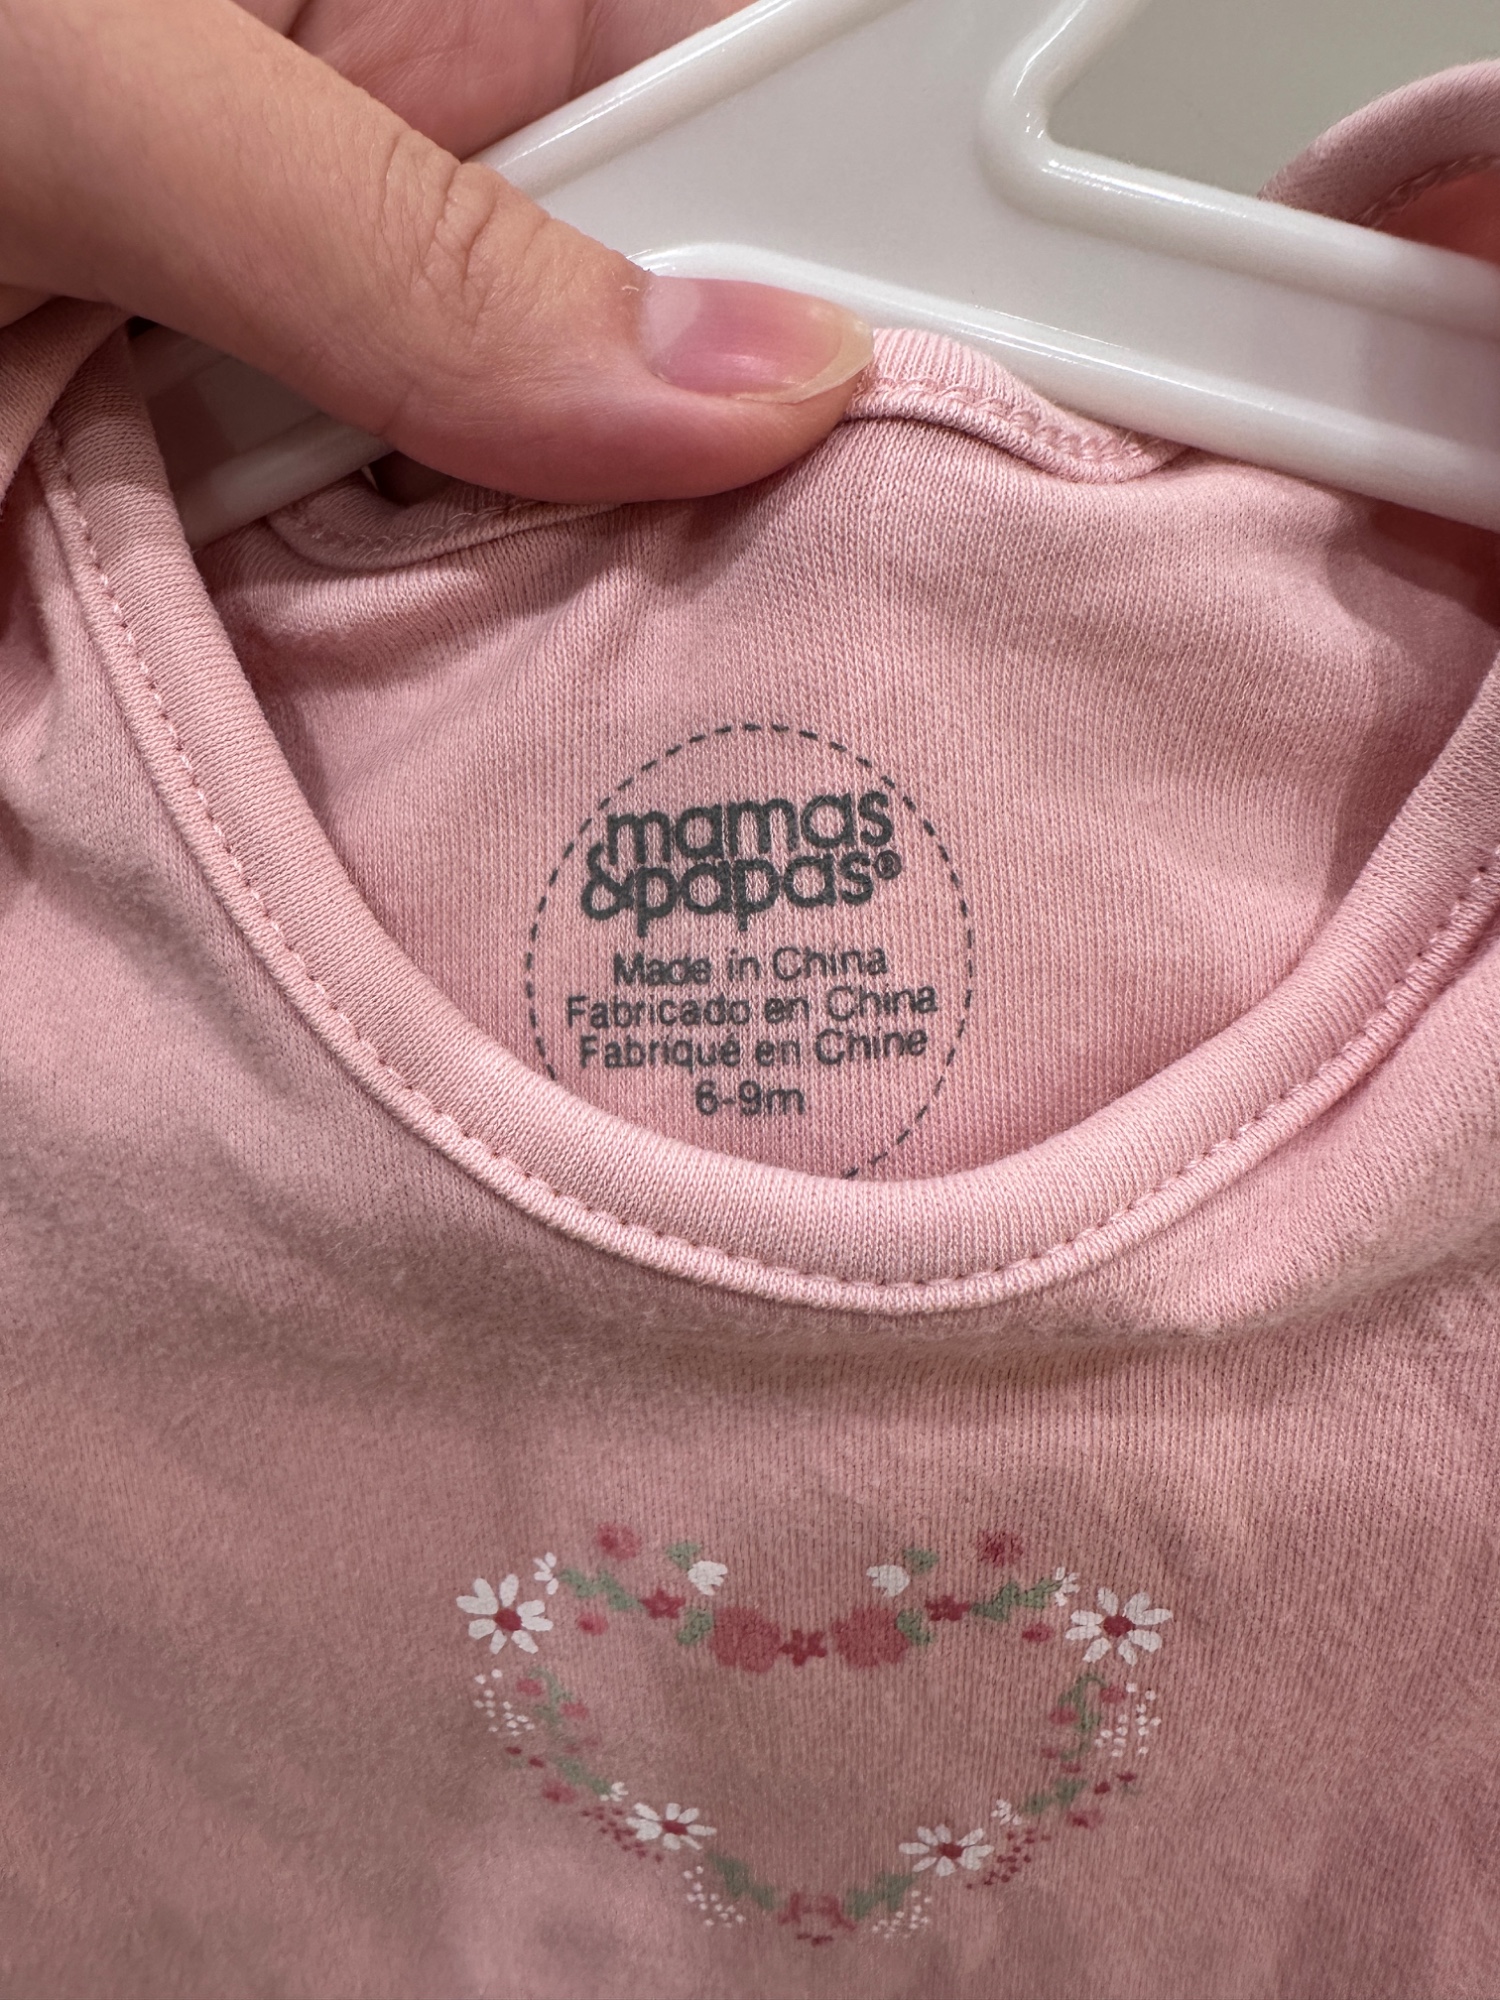 mamas
&papas®
Made in China
Fabricado en China
Fabriqué en Chine
6-9m